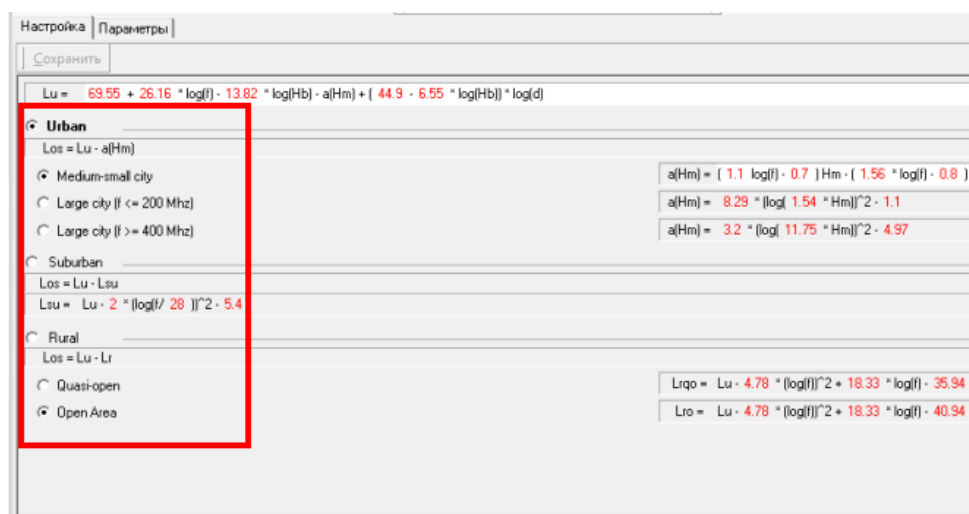 Настройка Параметры
Сохранить
Lu = 69.55 + 26.16 * log(f) - 13.82 * log(Hb) - a(Hm) + ( 44.9 - 6.55 * log(Hb)) * log(d)
Urban
Los = Lu - a(Hm)
Medium-small city a(Hm) = ( 1.1 log(f) - 0.7 ) Hm - ( 1.56 * log(f) - 0.8 )
Large city (f <= 200 Mhz) a(Hm) = 8.29 * (log( 1.54 * Hm))^2 - 1.1
Large city (f >= 400 Mhz) a(Hm) = 3.2 * (log( 11.75 * Hm))^2 - 4.97
Suburban
Los = Lu - Lsu
Lsu = Lu - 2 * (log(f/ 28 ))^2 - 5.4
Rural
Los = Lu - Lr
Quasi-open Lrqo = Lu - 4.78 * (log(f))^2 + 18.33 * log(f) - 35.94
Open Area Lro = Lu - 4.78 * (log(f))^2 + 18.33 * log(f) - 40.94